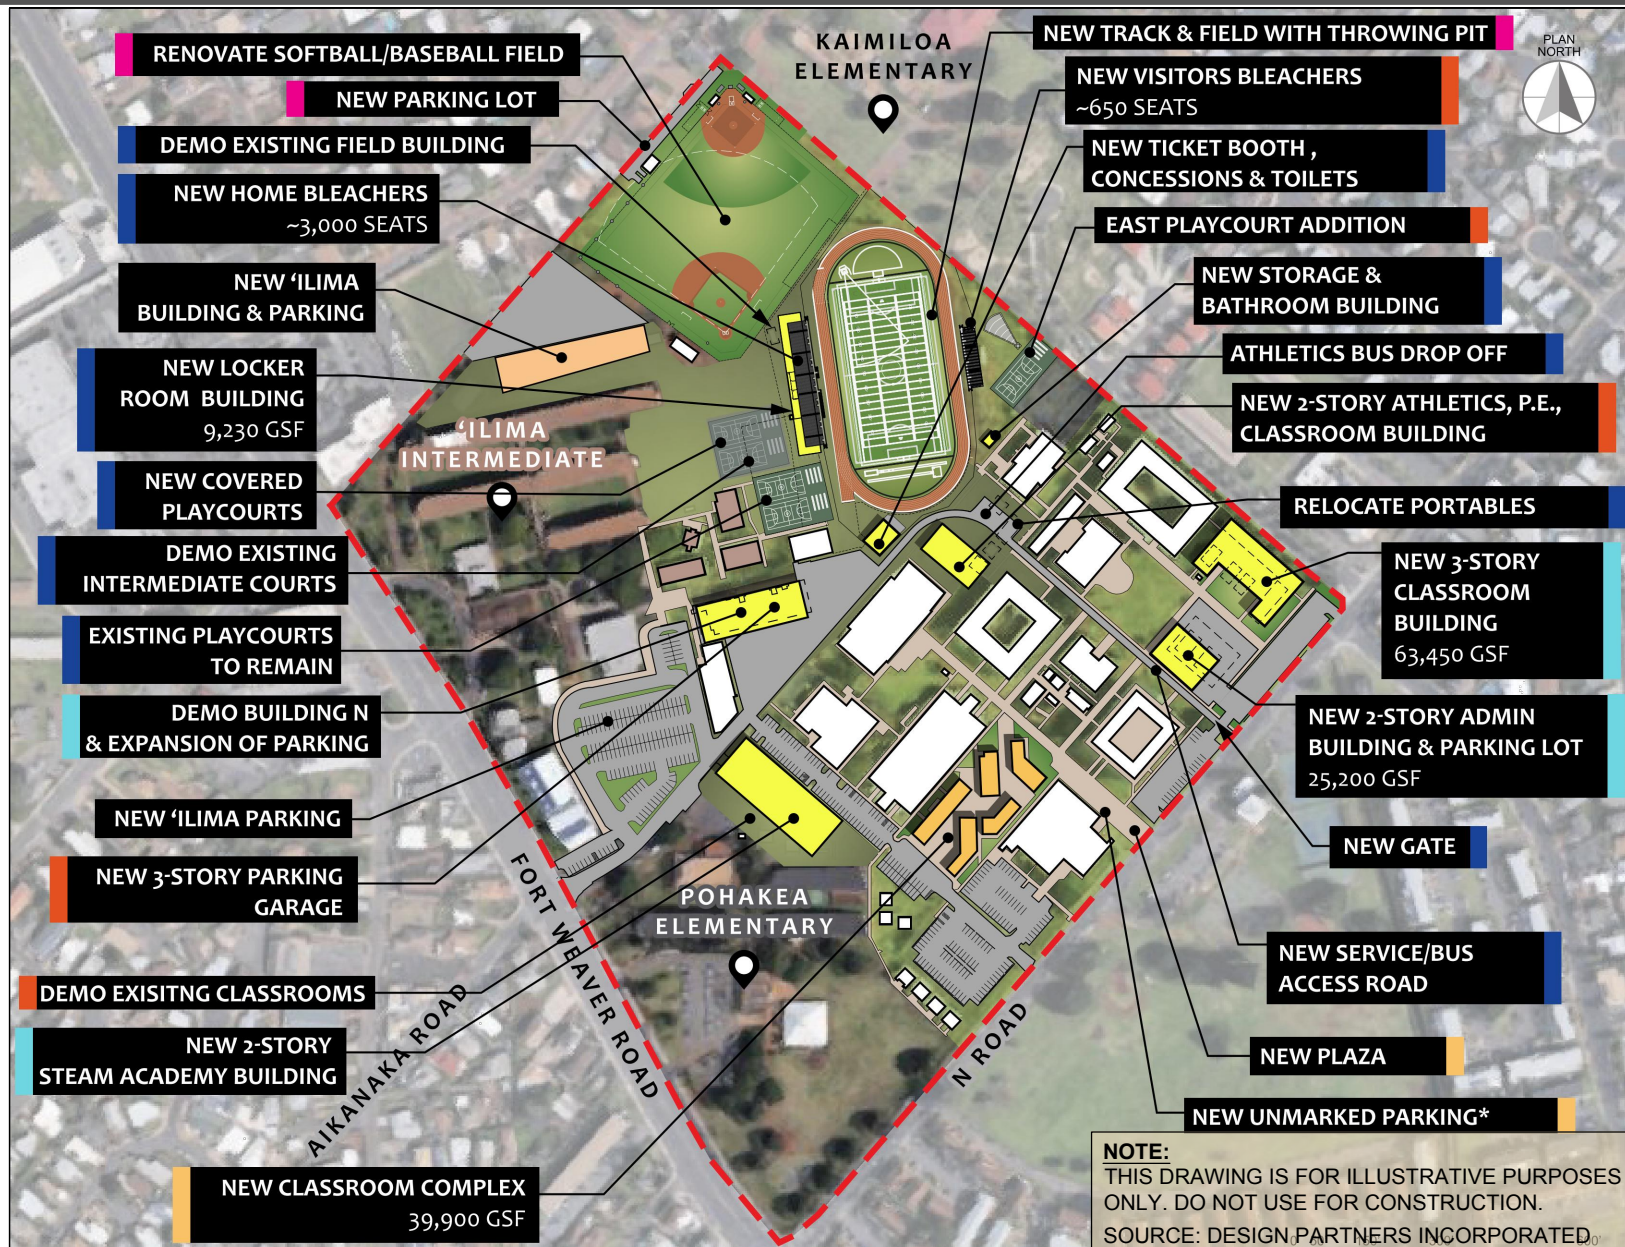 RENOVATE SOFTBALL/BASEBALL FIELD
NEW PARKING LOT
DEMO EXISTING FIELD BUILDING
NEW HOME BLEACHERS
~3,000 SEATS
NEW ‘ILIMA
BUILDING & PARKING
NEW LOCKER
ROOM BUILDING
9,230 GSF
NEW COVERED
PLAYCOURTS
DEMO EXISTING
INTERMEDIATE COURTS
EXISTING PLAYCOURTS
TO REMAIN
DEMO BUILDING N
& EXPANSION OF PARKING
NEW ‘ILIMA PARKING
NEW 3-STORY PARKING
GARAGE
DEMO EXISITNG CLASSROOMS
NEW 2-STORY
STEAM ACADEMY BUILDING
NEW CLASSROOM COMPLEX
39,900 GSF
KAIMILOA
ELEMENTARY
‘ILIMA
INTERMEDIATE
POHAKEA
ELEMENTARY
FORT WEAVER ROAD
AIKANAKA ROAD
N ROAD
NEW TRACK & FIELD WITH THROWING PIT
PLAN
NORTH
NEW VISITORS BLEACHERS
~650 SEATS
NEW TICKET BOOTH ,
CONCESSIONS & TOILETS
EAST PLAYCOURT ADDITION
NEW STORAGE &
BATHROOM BUILDING
ATHLETICS BUS DROP OFF
NEW 2-STORY ATHLETICS, P.E.,
CLASSROOM BUILDING
RELOCATE PORTABLES
NEW 3-STORY
CLASSROOM
BUILDING
63,450 GSF
NEW 2-STORY ADMIN
BUILDING & PARKING LOT
25,200 GSF
NEW GATE
NEW SERVICE/BUS
ACCESS ROAD
NEW PLAZA
NEW UNMARKED PARKING*
NOTE:
THIS DRAWING IS FOR ILLUSTRATIVE PURPOSES
ONLY. DO NOT USE FOR CONSTRUCTION.
SOURCE: DESIGN PARTNERS INCORPORATED